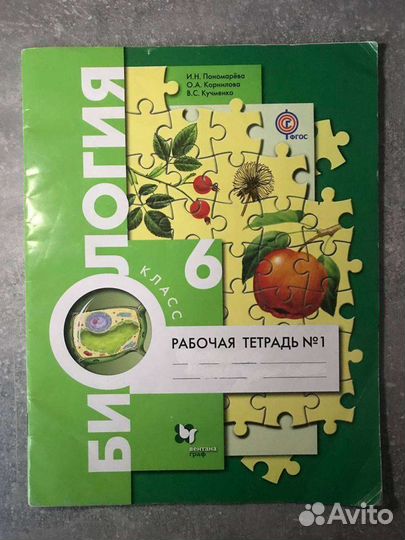 И.Н. Пономарёва
О.А. Корнилова
В.С. Кучменко
ФГОС
БИОЛОГИЯ
6
КЛАСС
РАБОЧАЯ ТЕТРАДЬ №1
вентана
граф
Avito